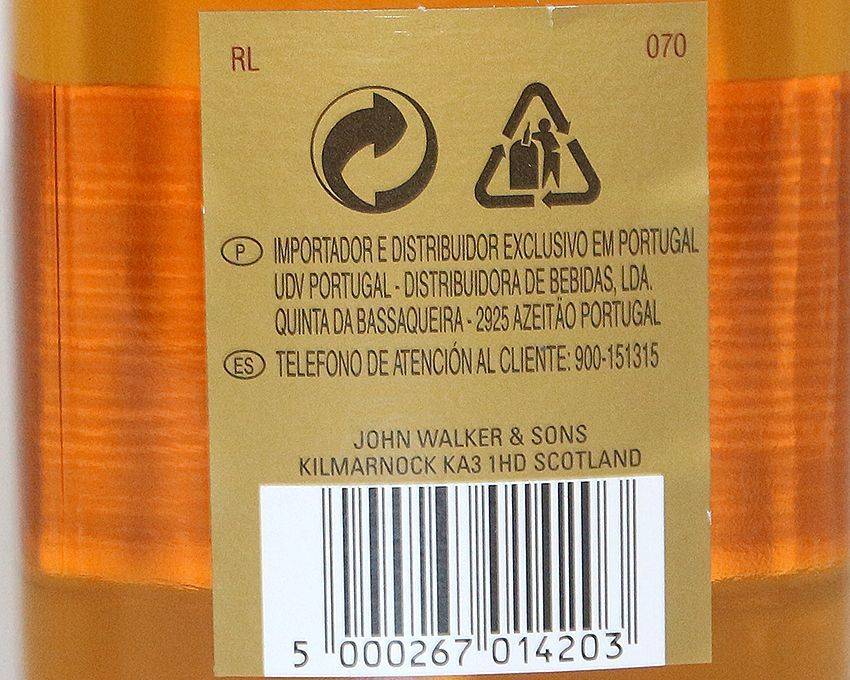 RL 070
P IMPORTADOR E DISTRIBUIDOR EXCLUSIVO EM PORTUGAL
UDV PORTUGAL - DISTRIBUIDORA DE BEBIDAS, LDA.
QUINTA DA BASSAQUEIRA - 2925 AZEITÃO PORTUGAL
ES TELEFONO DE ATENCIÓN AL CLIENTE: 900-151315
JOHN WALKER & SONS
KILMARNOCK KA3 1HD SCOTLAND
5 000267 014203